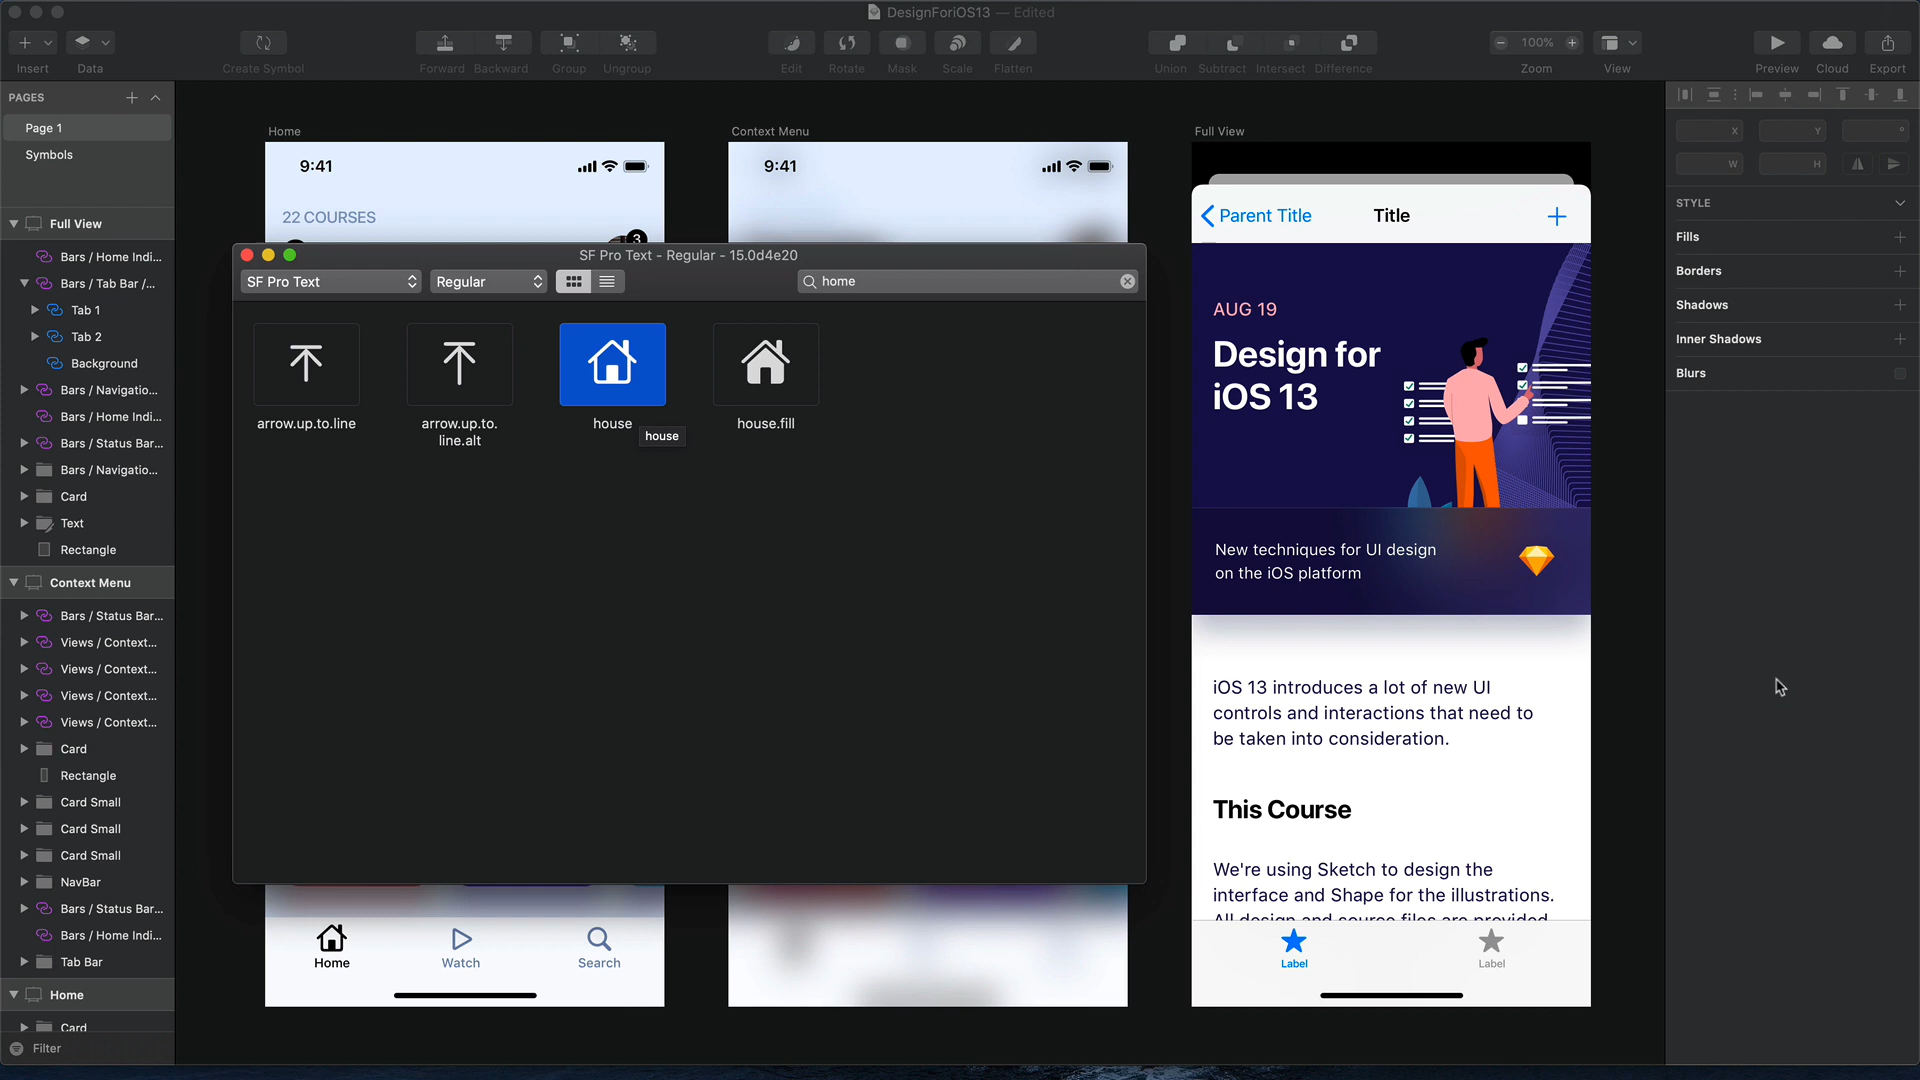 DesignForiOS13 — Edited
Insert
Data
Create Symbol
Forward
Backward
Group
Ungroup
Edit
Rotate
Mask
Scale
Flatten
Union
Subtract
Intersect
Difference
100%
Zoom
View
Preview
Cloud
Export
PAGES
Page 1
Symbols
Full View
Bars / Home Indi...
Bars / Tab Bar /...
Tab 1
Tab 2
Background
Bars / Navigatio...
Bars / Home Indi...
Bars / Status Bar...
Bars / Navigatio...
Card
Text
Rectangle
Context Menu
Bars / Status Bar...
Views / Context...
Views / Context...
Views / Context...
Views / Context...
Card
Rectangle
Card Small
Card Small
Card Small
NavBar
Bars / Status Bar...
Bars / Home Indi...
Tab Bar
Home
Card
Filter
Home
9:41
22 COURSES
3
Context Menu
9:41
SF Pro Text - Regular - 15.0d4e20
SF Pro Text
Regular
home
arrow.up.to.line
arrow.up.to.
line.alt
house
house
house.fill
Home
Watch
Search
Full View
Parent Title
Title
AUG 19
Design for
iOS 13
New techniques for UI design
on the iOS platform
iOS 13 introduces a lot of new UI
controls and interactions that need to
be taken into consideration.
This Course
We're using Sketch to design the
interface and Shape for the illustrations.
All design and source files are provided
Label
Label
X
Y
°
W
H
STYLE
Fills
Borders
Shadows
Inner Shadows
Blurs